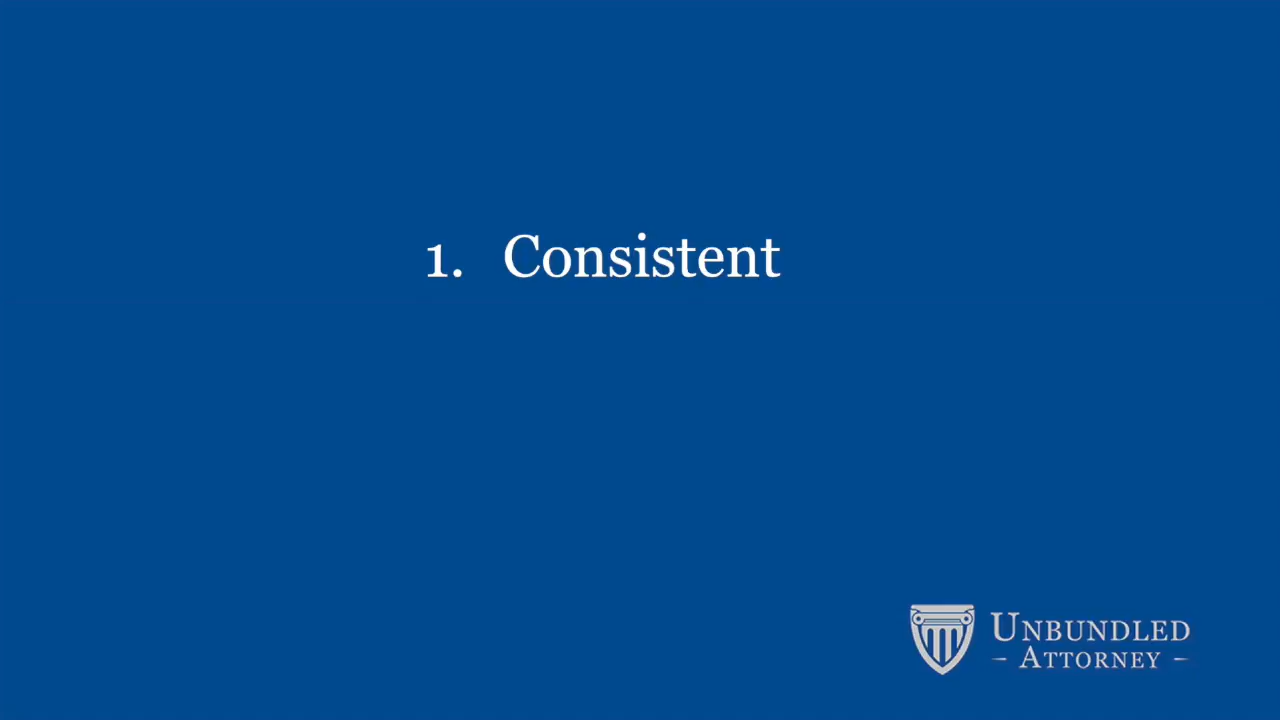 1. Consistent
UNBUNDLED
– ATTORNEY –